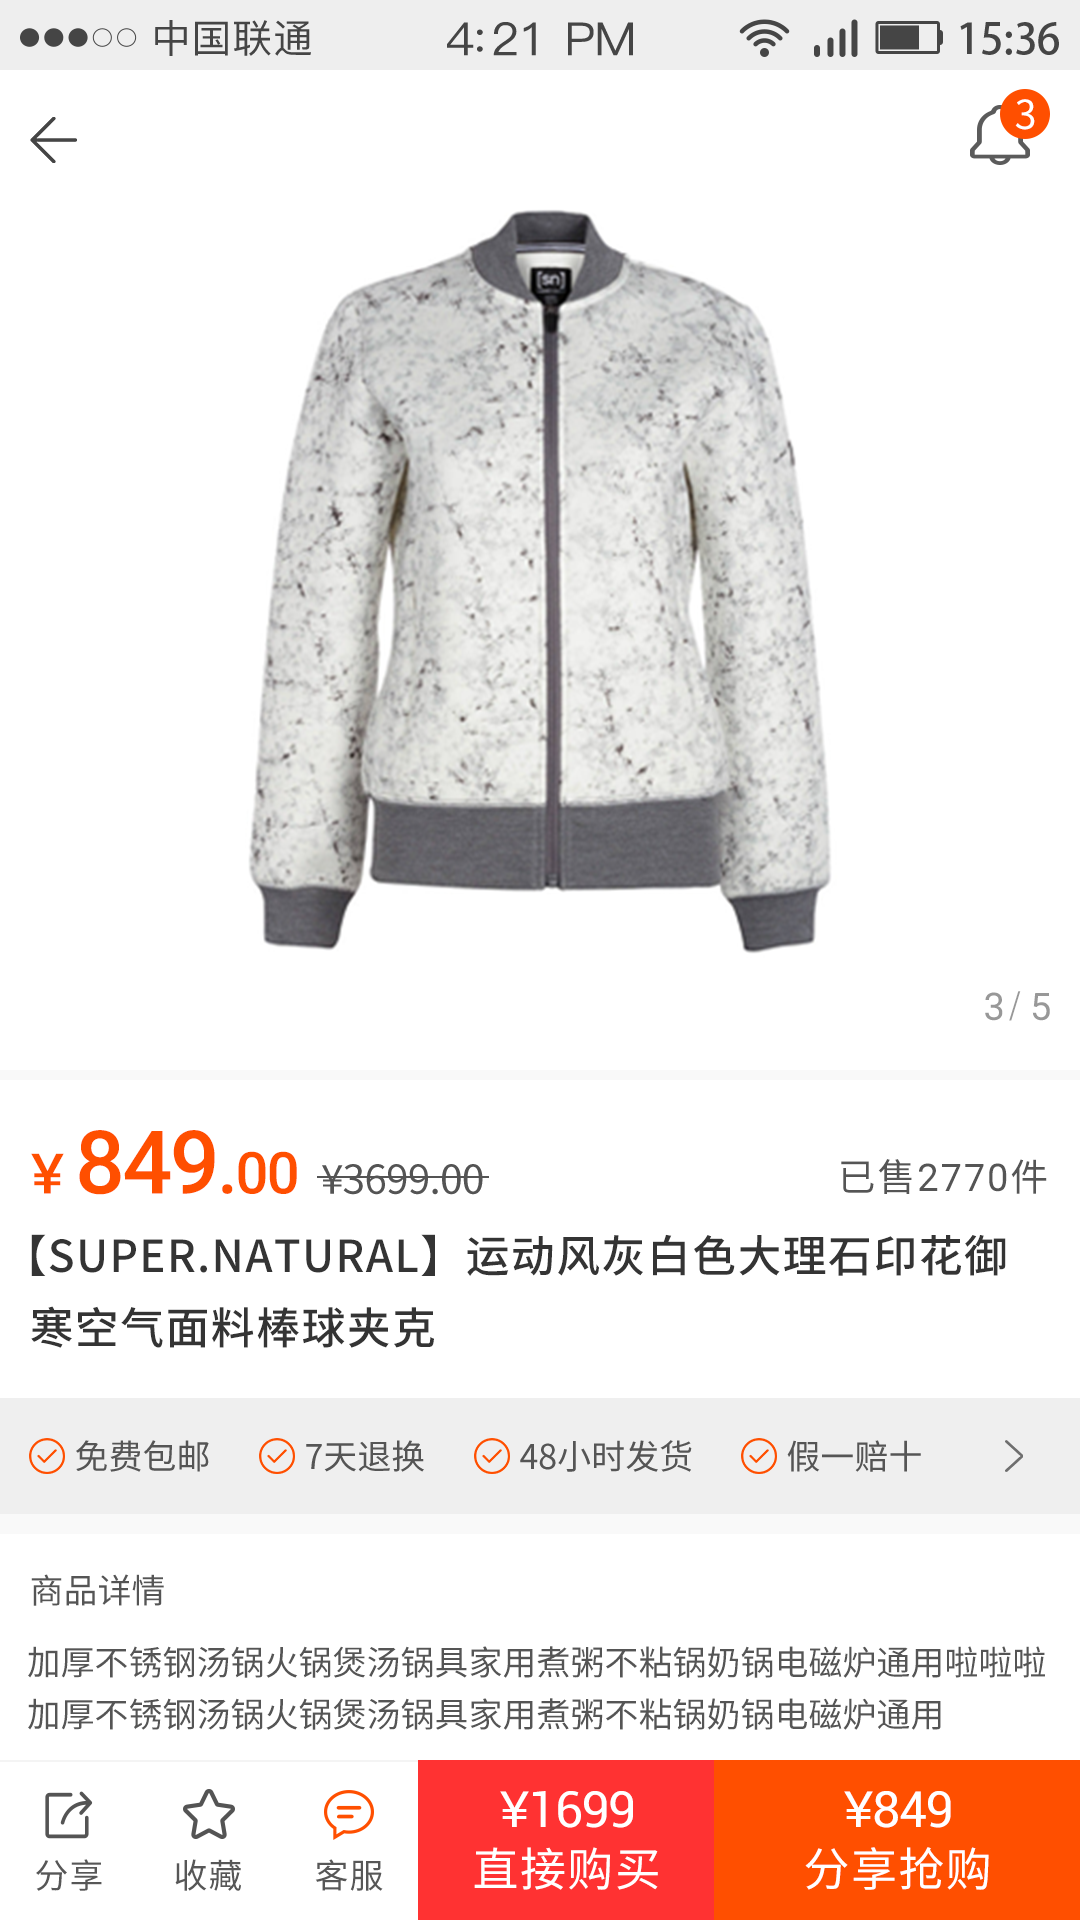 中国联通 4:21 PM 15:36
3
[sn]
3/ 5
¥849.00 ¥3699.00 已售2770件
【SUPER.NATURAL】运动风灰白色大理石印花御
寒空气面料棒球夹克
免费包邮 7天退换 48小时发货 假一赔十
商品详情
加厚不锈钢汤锅火锅煲汤锅具家用煮粥不粘锅奶锅电磁炉通用啦啦啦
加厚不锈钢汤锅火锅煲汤锅具家用煮粥不粘锅奶锅电磁炉通用
¥1699 ¥849
分享 收藏 客服 直接购买 分享抢购